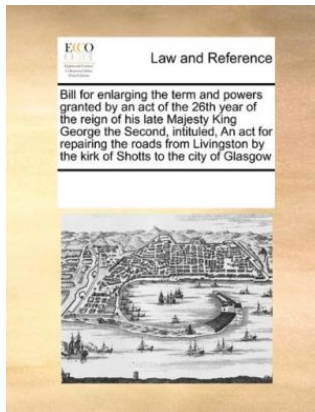 ECCO
Law and Reference
Bill for enlarging the term and powers
granted by an act of the 26th year of
the reign of his late Majesty King
George the Second, intituled, An act for
repairing the roads from Livingston by
the kirk of Shotts to the city of Glasgow